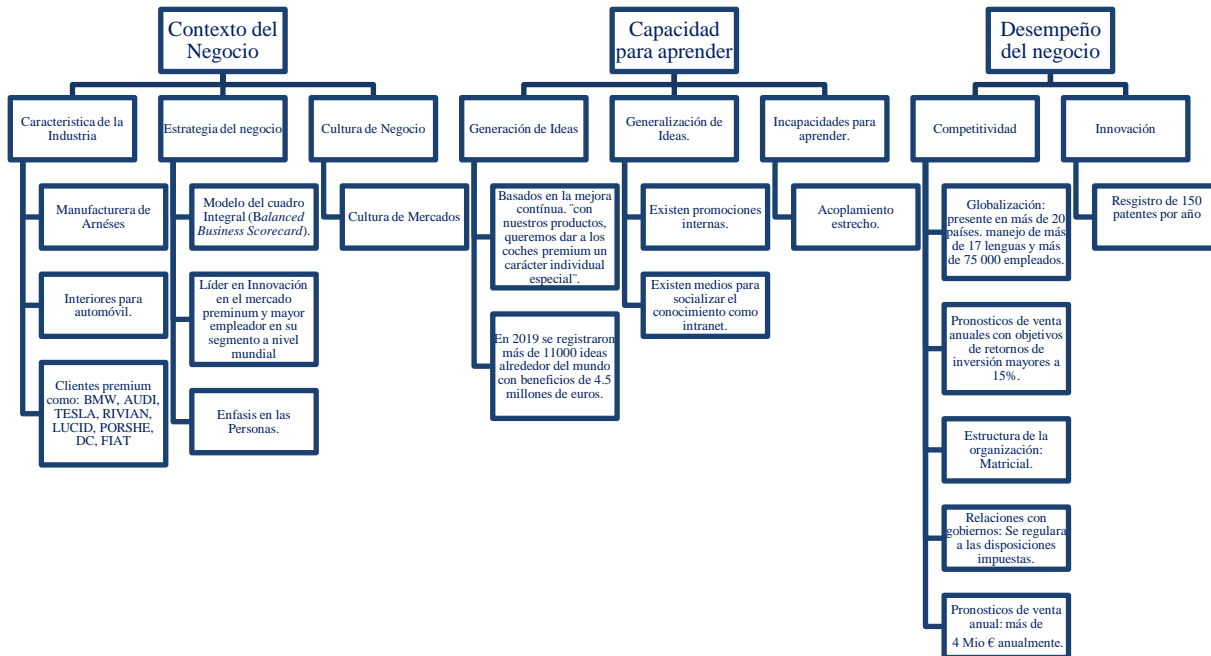 Contexto del
Negocio
Caracteristica de la
Industria
Manufacturera de
Arnéses
Interiores para
automóvil.
Clientes premium
como: BMW, AUDI,
TESLA, RIVIAN,
LUCID, PORSHE,
DC, FIAT
Estrategia del negocio
Modelo del cuadro
Integral (Balanced
Business Scorecard).
Líder en Innovación
en el mercado
preminum y mayor
empleador en su
segmento a nivel
mundial
Enfasis en las
Personas.
Cultura de Negocio
Cultura de Mercados
Capacidad
para aprender
Generación de Ideas
Basados en la mejora
contínua. ¨con
nuestros productos,
queremos dar a los
coches premium un
carácter individual
especial¨.
En 2019 se registraron
más de 11000 ideas
alrededor del mundo
con beneficios de 4.5
millones de euros.
Generalización de
Ideas.
Existen promociones
internas.
Existen medios para
socializar el
conocimiento como
intranet.
Incapacidades para
aprender.
Acoplamiento
estrecho.
Desempeño
del negocio
Competitividad
Globalización:
presente en más de 20
países. manejo de más
de 17 lenguas y más
de 75 000 empleados.
Pronosticos de venta
anuales con objetivos
de retornos de
inversión mayores a
15%.
Estructura de la
organización:
Matricial.
Relaciones con
gobiernos: Se regulara
a las disposiciones
impuestas.
Pronosticos de venta
anual: más de
4 Mio € anualmente.
Innovación
Resgistro de 150
patentes por año